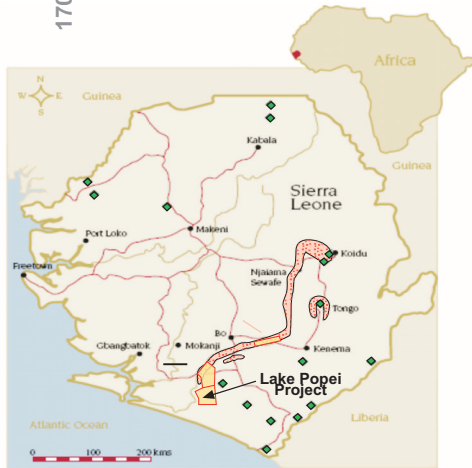 170
Africa
N
W E
S
Guinea
Kabala
Guinea
Sierra
Leone
Port Loko
Makeni
Koidu
Freetown
Njaiama
Sewafe
Tongo
Bo
Gbangbatok
Mokanji
Kenema
Lake Popei
Project
Atlantic Ocean
Liberia
0 100 200 kms